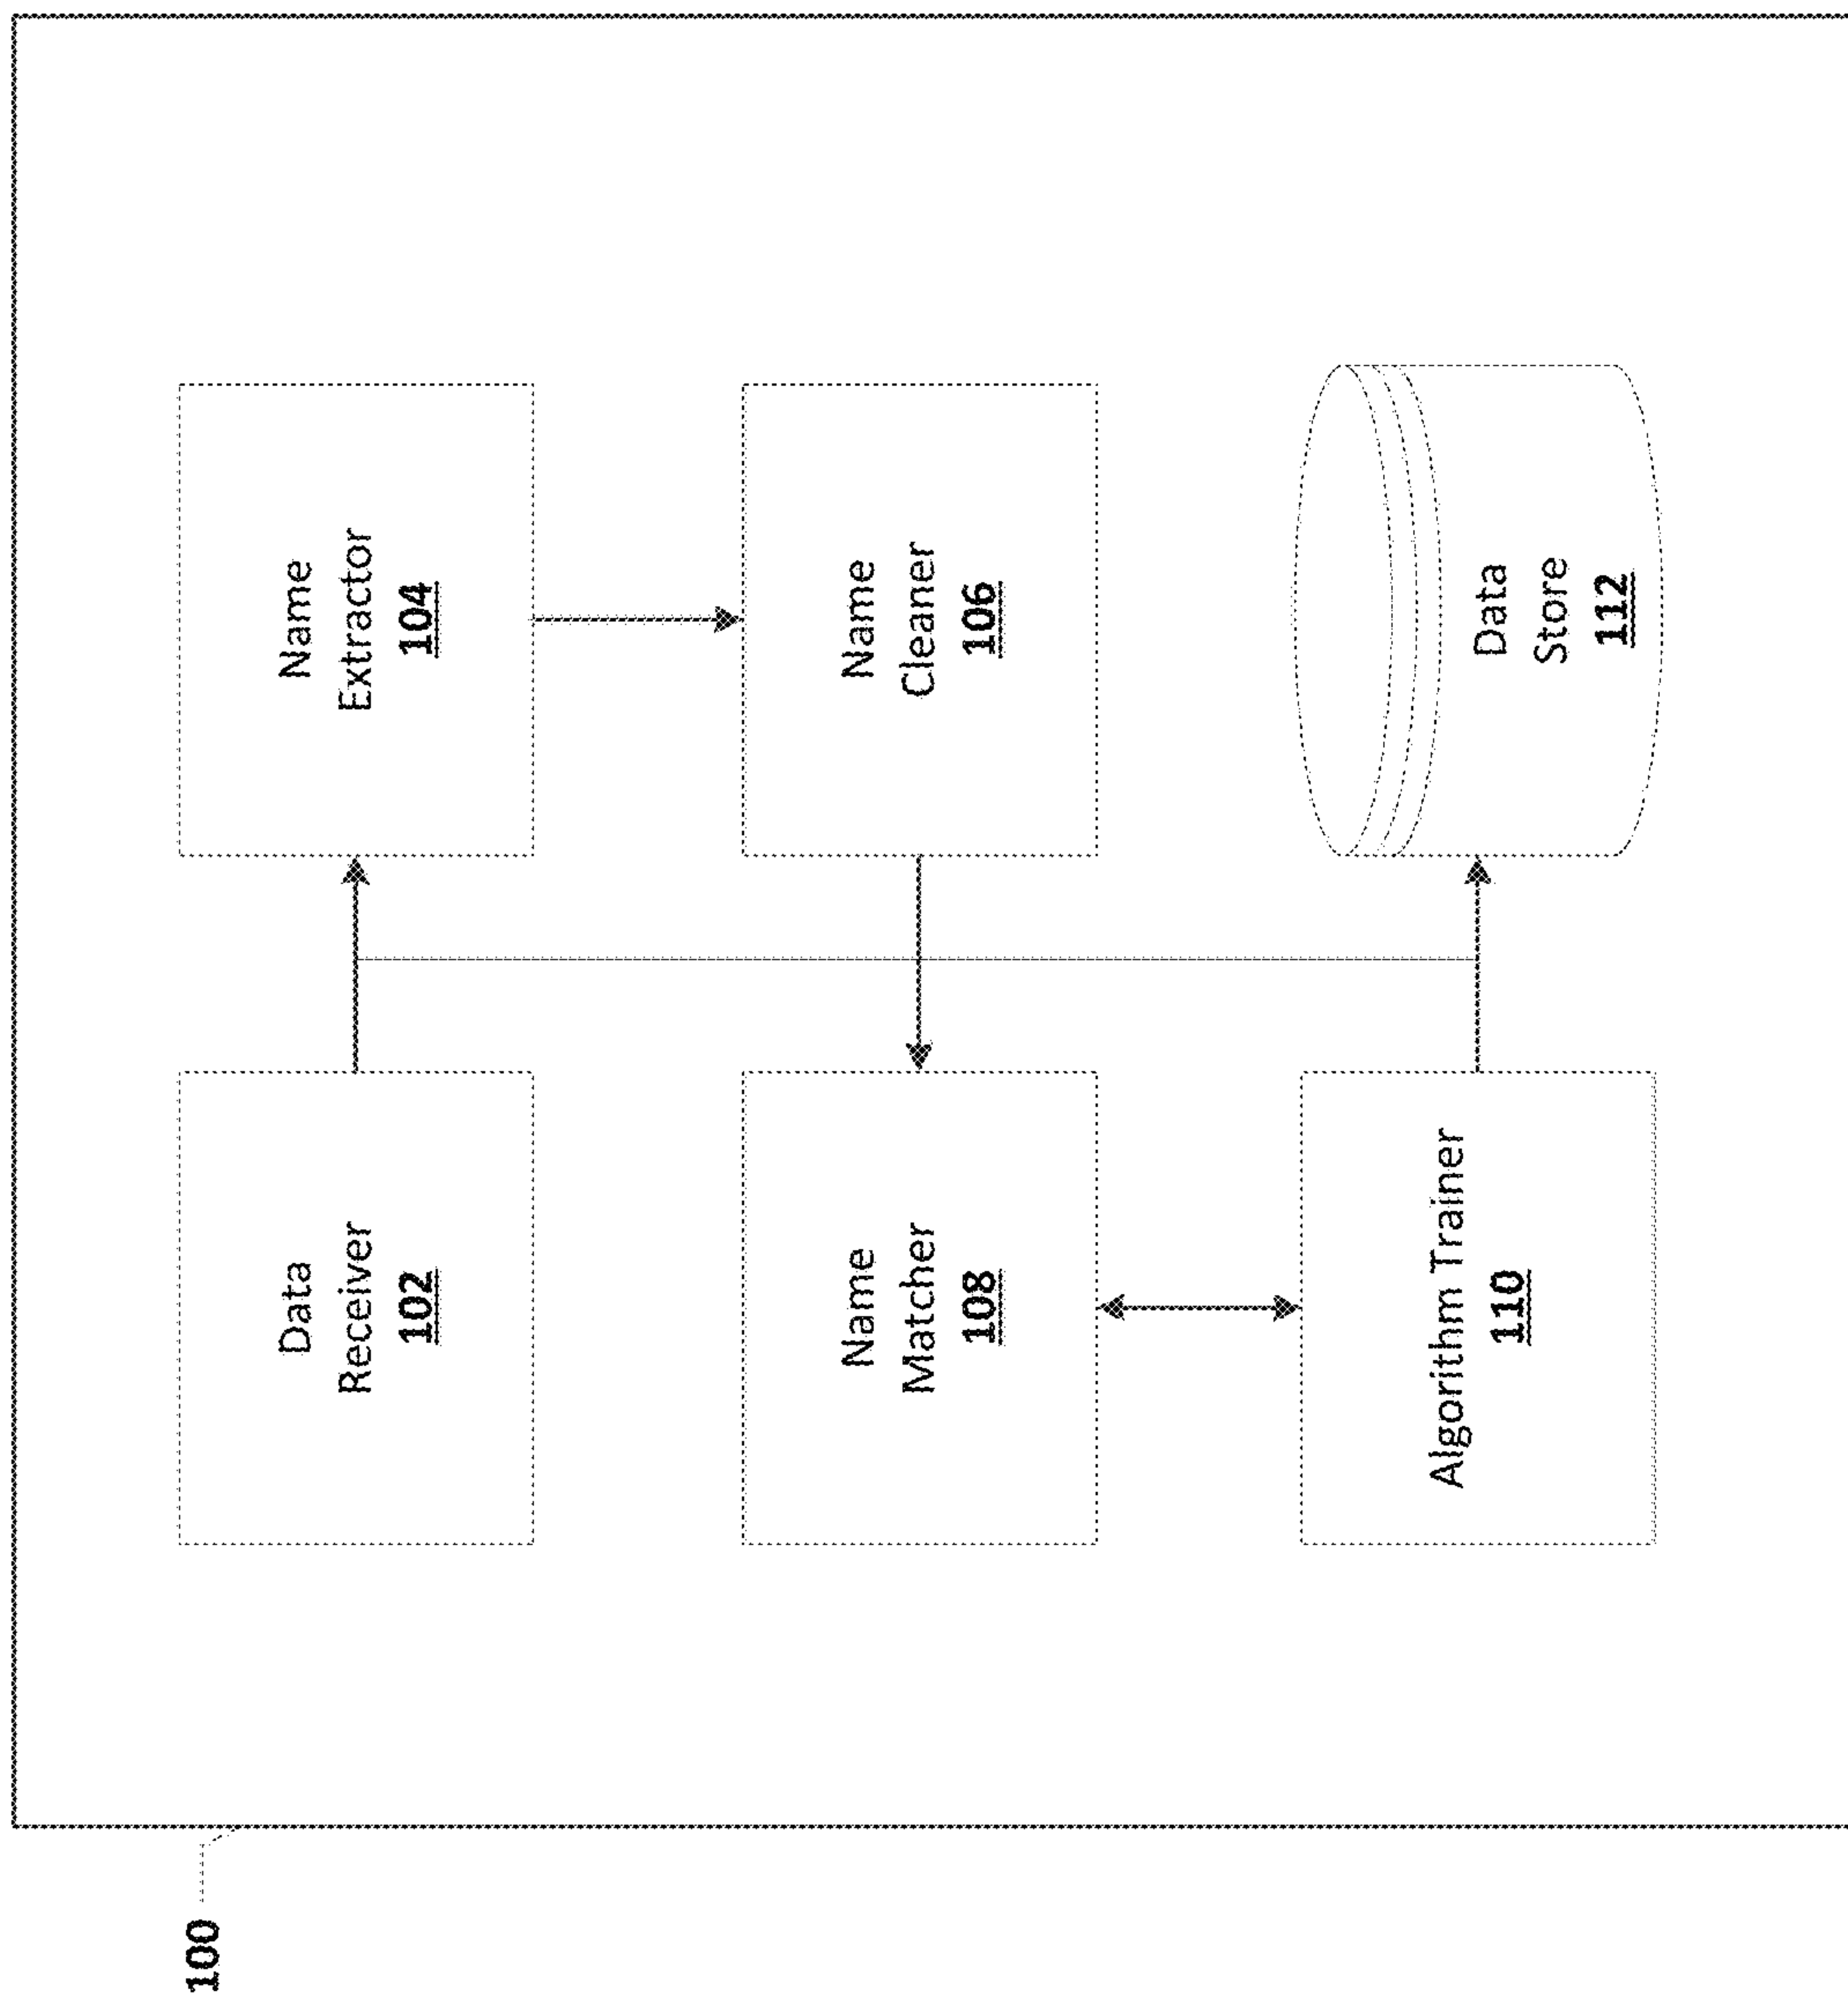 100
Data
Receiver
102
Name
Extractor
104
Name
Matcher
108
Name
Cleaner
106
Algorithm Trainer
110
Data
Store
112